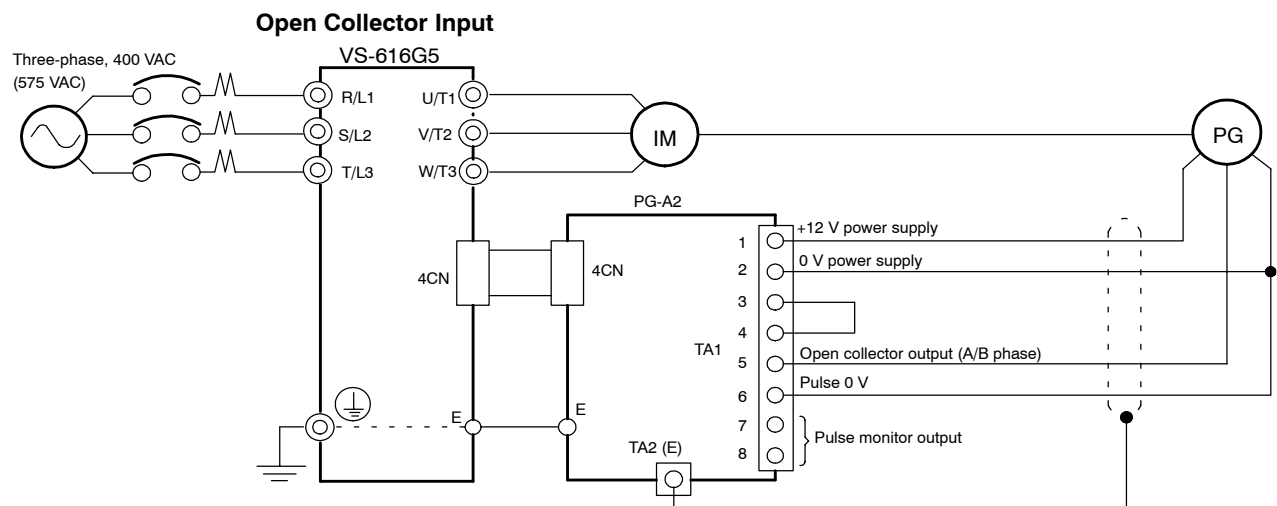 Open Collector Input
Three-phase, 400 VAC
(575 VAC)
VS-616G5
R/L1
U/T1
S/L2
V/T2
T/L3
W/T3
IM
PG
PG-A2
4CN
4CN
TA1
1
+12 V power supply
2
0 V power supply
3
4
5
Open collector output (A/B phase)
6
Pulse 0 V
7
8
Pulse monitor output
E
E
TA2 (E)